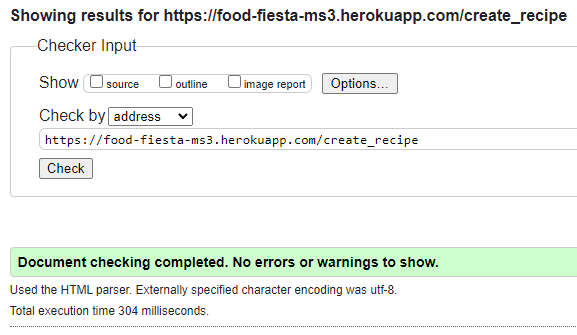 Showing results for https://food-fiesta-ms3.herokuapp.com/create_recipe
Checker Input
Show source outline image report Options...
Check by address
https://food-fiesta-ms3.herokuapp.com/create_recipe
Check
Document checking completed. No errors or warnings to show.
Used the HTML parser. Externally specified character encoding was utf-8.
Total execution time 304 milliseconds.